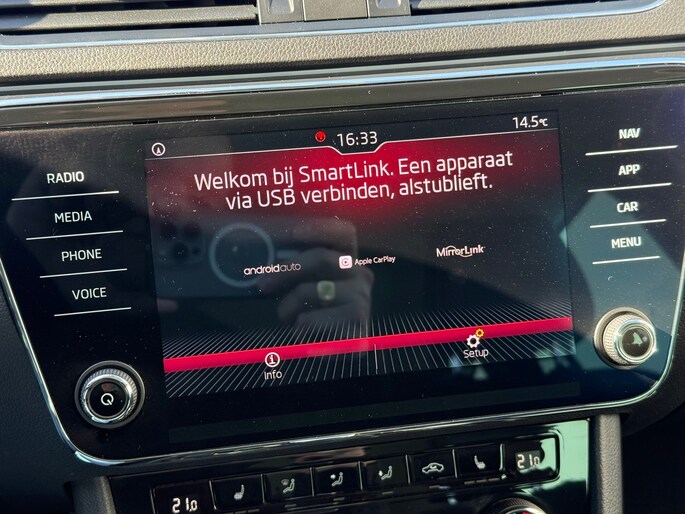 16:33
14.5°C
Welkom bij SmartLink. Een apparaat
via USB verbinden, alstublieft.
androidauto
Apple CarPlay
MirrorLink
Info
Setup
RADIO
MEDIA
PHONE
VOICE
NAV
APP
CAR
MENU
21.0
21.0